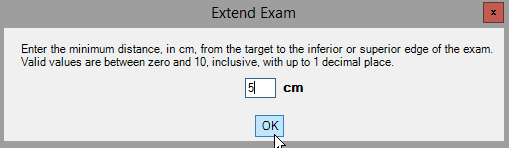 Extend Exam
x
Enter the minimum distance, in cm, from the target to the inferior or superior edge of the exam.
Valid values are between zero and 10, inclusive, with up to 1 decimal place.
5 cm
OK